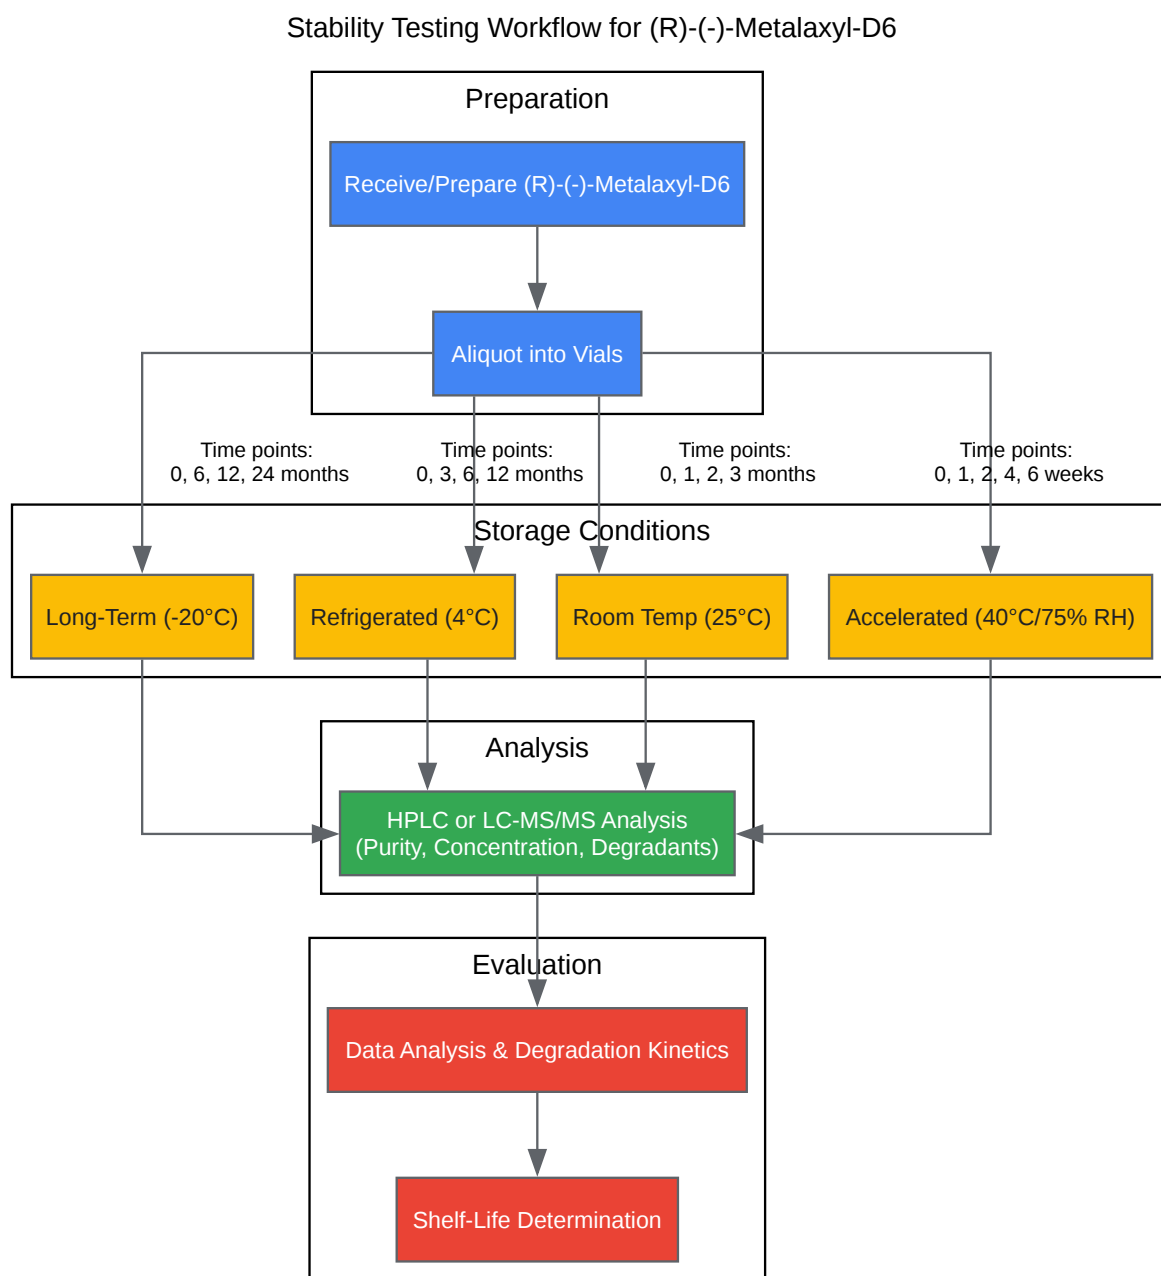 Stability Testing Workflow for (R)-(-)-Metalaxyl-D6
Preparation
Receive/Prepare (R)-(-)-Metalaxyl-D6
Aliquot into Vials
Time points:
0, 6, 12, 24 months
Time points:
0, 3, 6, 12 months
Time points:
0, 1, 2, 3 months
Time points:
0, 1, 2, 4, 6 weeks
Storage Conditions
Long-Term (-20°C)
Refrigerated (4°C)
Room Temp (25°C)
Accelerated (40°C/75% RH)
Analysis
HPLC or LC-MS/MS Analysis
(Purity, Concentration, Degradants)
Evaluation
Data Analysis & Degradation Kinetics
Shelf-Life Determination